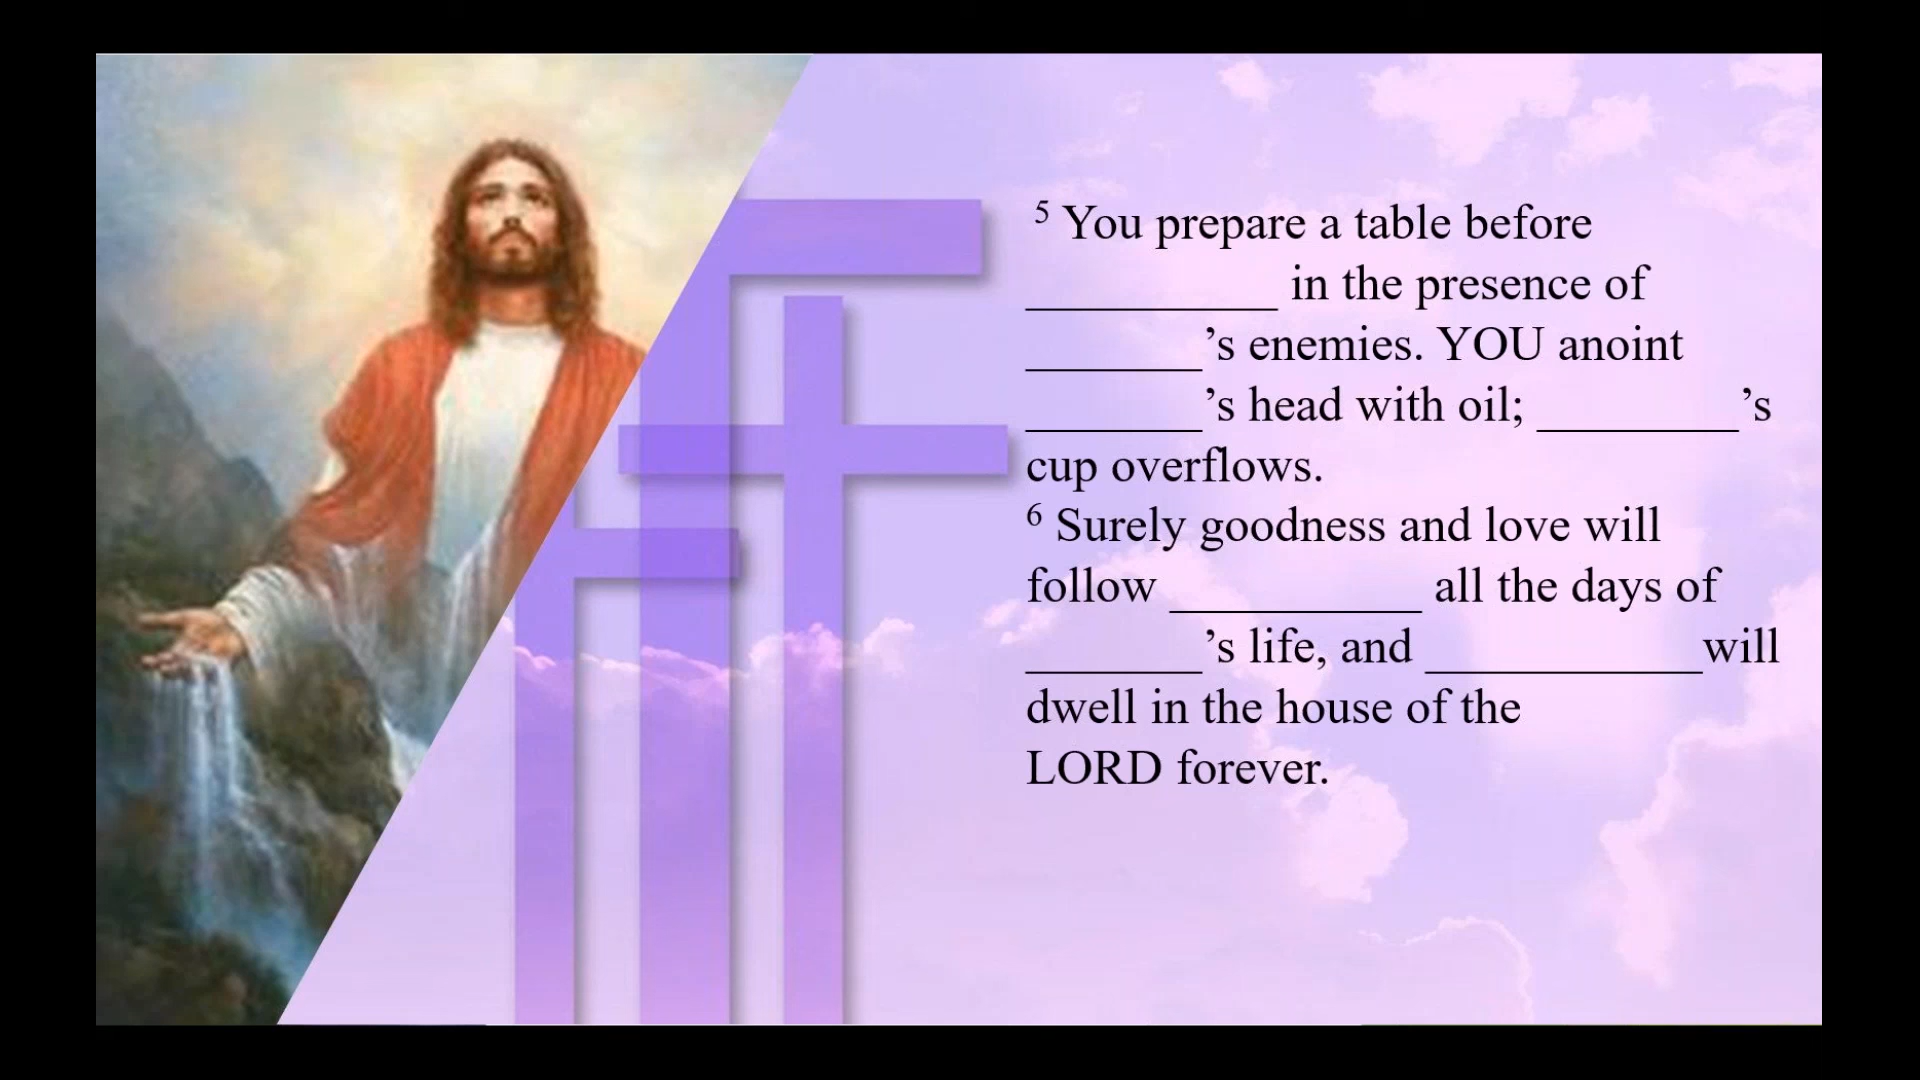 5 You prepare a table before
__________ in the presence of
_______’s enemies. YOU anoint
_______’s head with oil; ________’s
cup overflows.
6 Surely goodness and love will
follow __________ all the days of
_______’s life, and ___________will
dwell in the house of the
LORD forever.